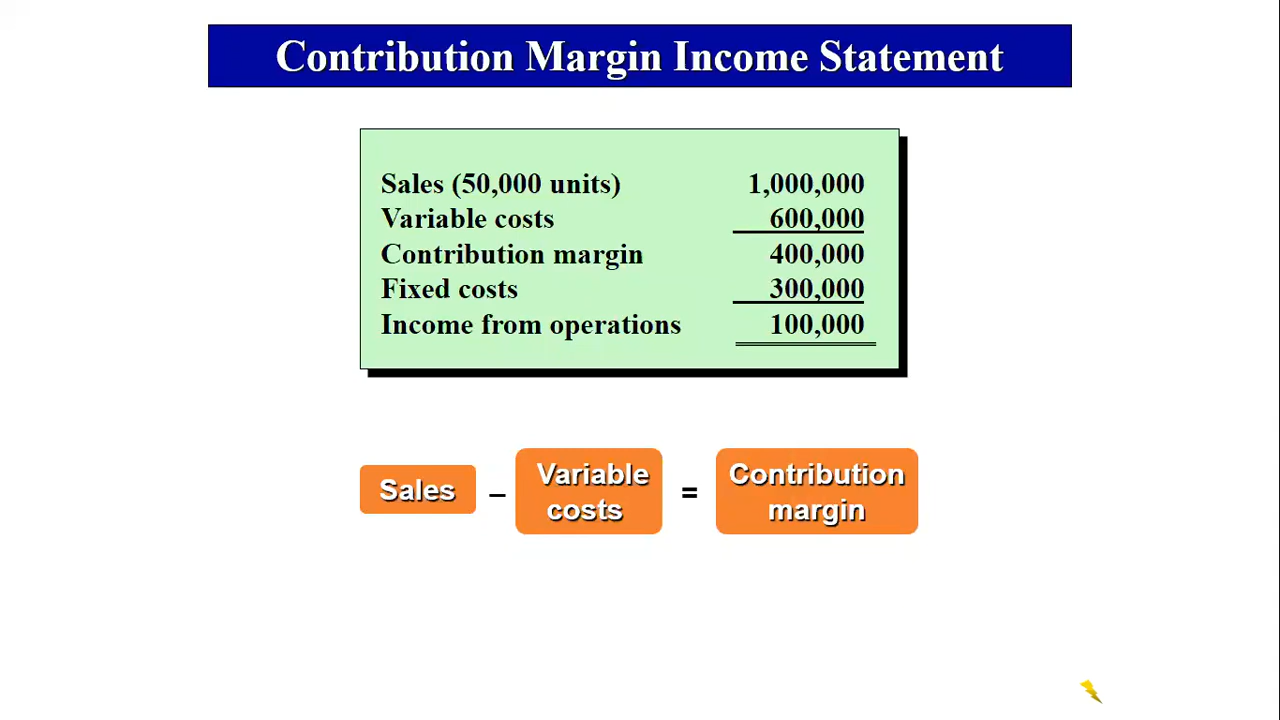 Contribution Margin Income Statement
Sales (50,000 units) 1,000,000
Variable costs 600,000
Contribution margin 400,000
Fixed costs 300,000
Income from operations 100,000
Sales – Variable costs = Contribution margin